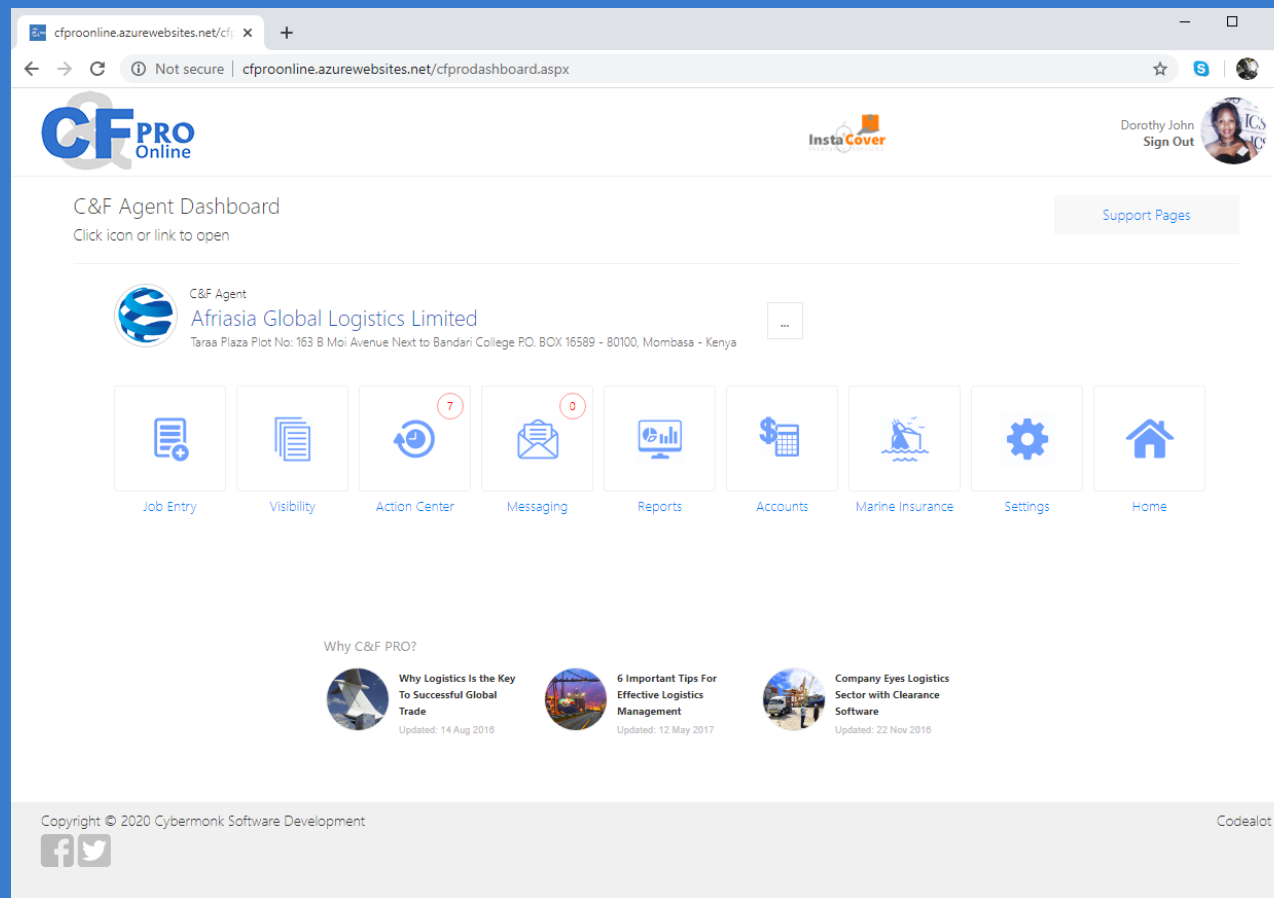 cfproonline.azurewebsites.net/cfp
Not secure | cfproonline.azurewebsites.net/cfprodashboard.aspx
C&F PRO
Online
InstaCover
Dorothy John
Sign Out
C&F Agent Dashboard
Click icon or link to open
Support Pages
C&F Agent
Afriasia Global Logistics Limited
...
Taraa Plaza Plot No: 163 B Moi Avenue Next to Bandari College P.O. BOX 16589 - 80100, Mombasa - Kenya
7
0
Job Entry
Visibility
Action Center
Messaging
Reports
Accounts
Marine Insurance
Settings
Home
Why C&F PRO?
Why Logistics Is the Key
To Successful Global
Trade
Updated: 14 Aug 2016
6 Important Tips For
Effective Logistics
Management
Updated: 12 May 2017
Company Eyes Logistics
Sector with Clearance
Software
Updated: 22 Nov 2016
Copyright © 2020 Cybermonk Software Development
Codealot